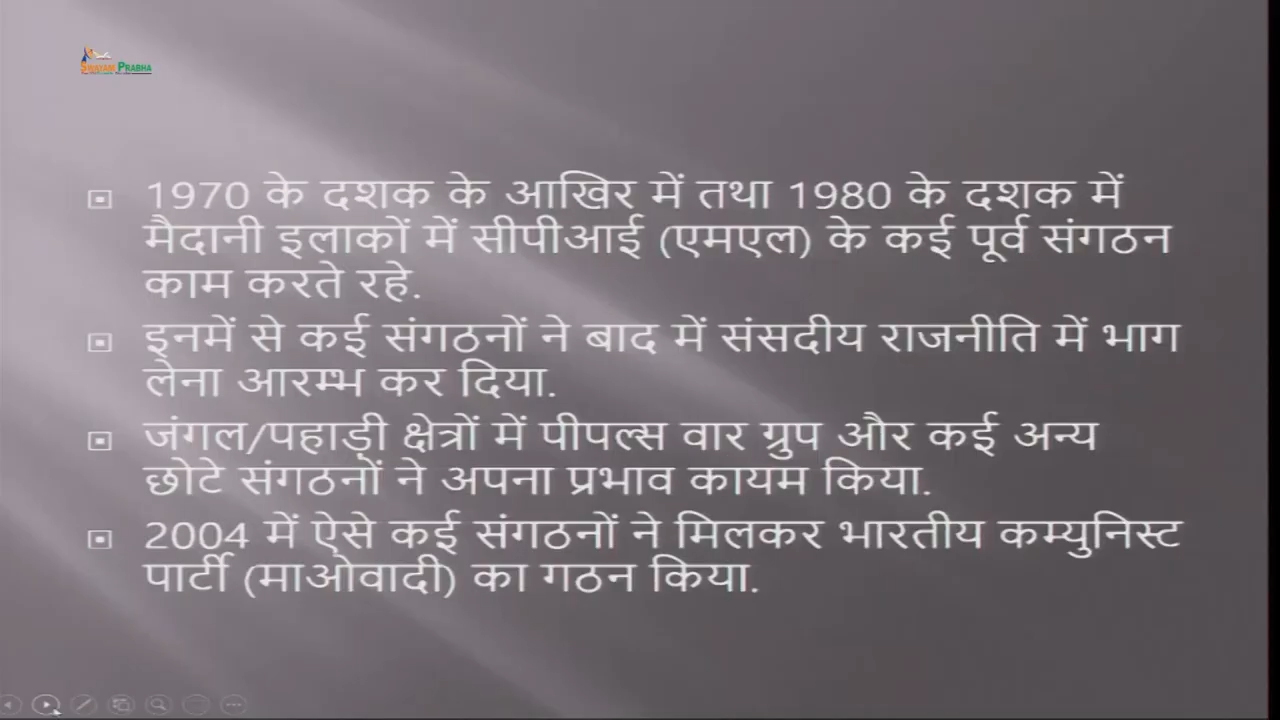 SWAYAM PRABHA
1970 के दशक के आखिर में तथा 1980 के दशक में
मैदानी इलाकों में सीपीआई (एमएल) के कई पूर्व संगठन
काम करते रहे.
इनमें से कई संगठनों ने बाद में संसदीय राजनीति में भाग
लेना आरम्भ कर दिया.
जंगल/पहाड़ी क्षेत्रों में पीपल्स वार ग्रुप और कई अन्य
छोटे संगठनों ने अपना प्रभाव कायम किया.
2004 में ऐसे कई संगठनों ने मिलकर भारतीय कम्युनिस्ट
पार्टी (माओवादी) का गठन किया.